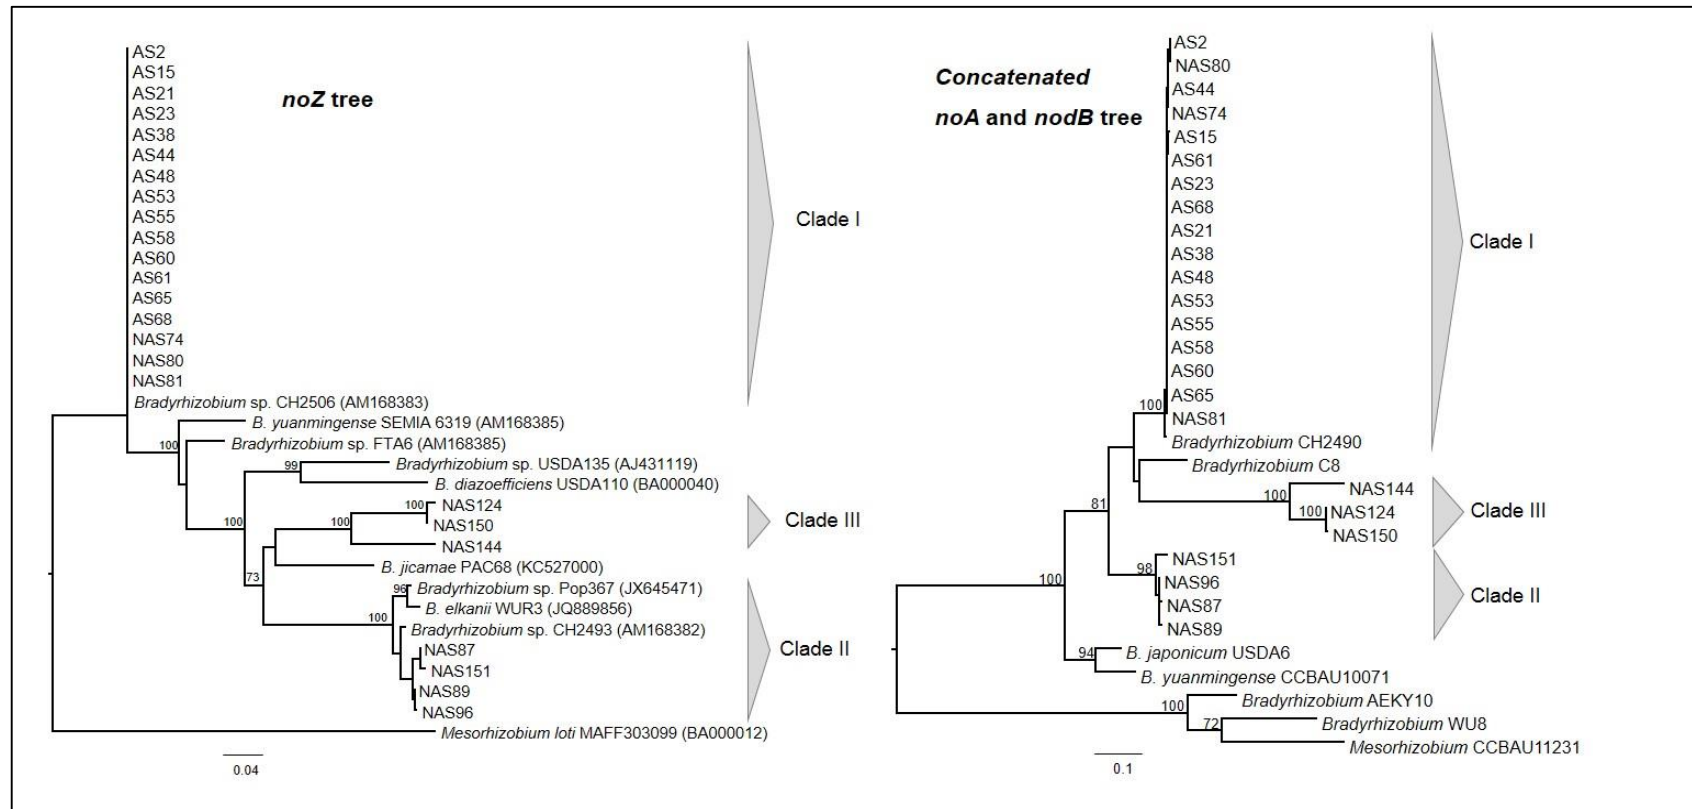 noZ tree
AS2
AS15
AS21
AS23
AS38
AS44
AS48
AS53
AS55
AS58
AS60
AS61
AS65
AS68
NAS74
NAS80
NAS81
Bradyrhizobium sp. CH2506 (AM168383)
100
B. yuanmingense SEMIA 6319 (AM168385)
Bradyrhizobium sp. FTA6 (AM168385)
99
Bradyrhizobium sp. USDA135 (AJ431119)
B. diazoefficiens USDA110 (BA000040)
100
100
100
NAS124
NAS150
NAS144
B. jicamae PAC68 (KC527000)
73
96
Bradyrhizobium sp. Pop367 (JX645471)
B. elkanii WUR3 (JQ889856)
100
Bradyrhizobium sp. CH2493 (AM168382)
NAS87
NAS151
NAS89
NAS96
Mesorhizobium loti MAFF303099 (BA000012)
0.04
Clade I
Clade III
Clade II
Concatenated
noA and nodB tree
AS2
NAS80
AS44
NAS74
AS15
AS61
AS23
AS68
AS21
AS38
AS48
AS53
AS55
AS58
AS60
AS65
100
NAS81
Bradyrhizobium CH2490
Bradyrhizobium C8
81
100
NAS144
100
NAS124
NAS150
NAS151
98
NAS96
100
NAS87
NAS89
94
B. japonicum USDA6
B. yuanmingense CCBAU10071
100
Bradyrhizobium AEKY10
72
Bradyrhizobium WU8
Mesorhizobium CCBAU11231
0.1
Clade I
Clade III
Clade II